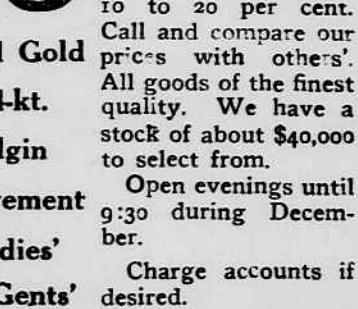 10 to 20 per cent.
Call and compare our
prices with others'.
All goods of the finest
quality. We have a
stock of about $40,000
to select from.
Open evenings until
9:30 during Decem-
ber.
Charge accounts if
desired.
Gold
-kt.
lgin
vement
dies'
Gents'